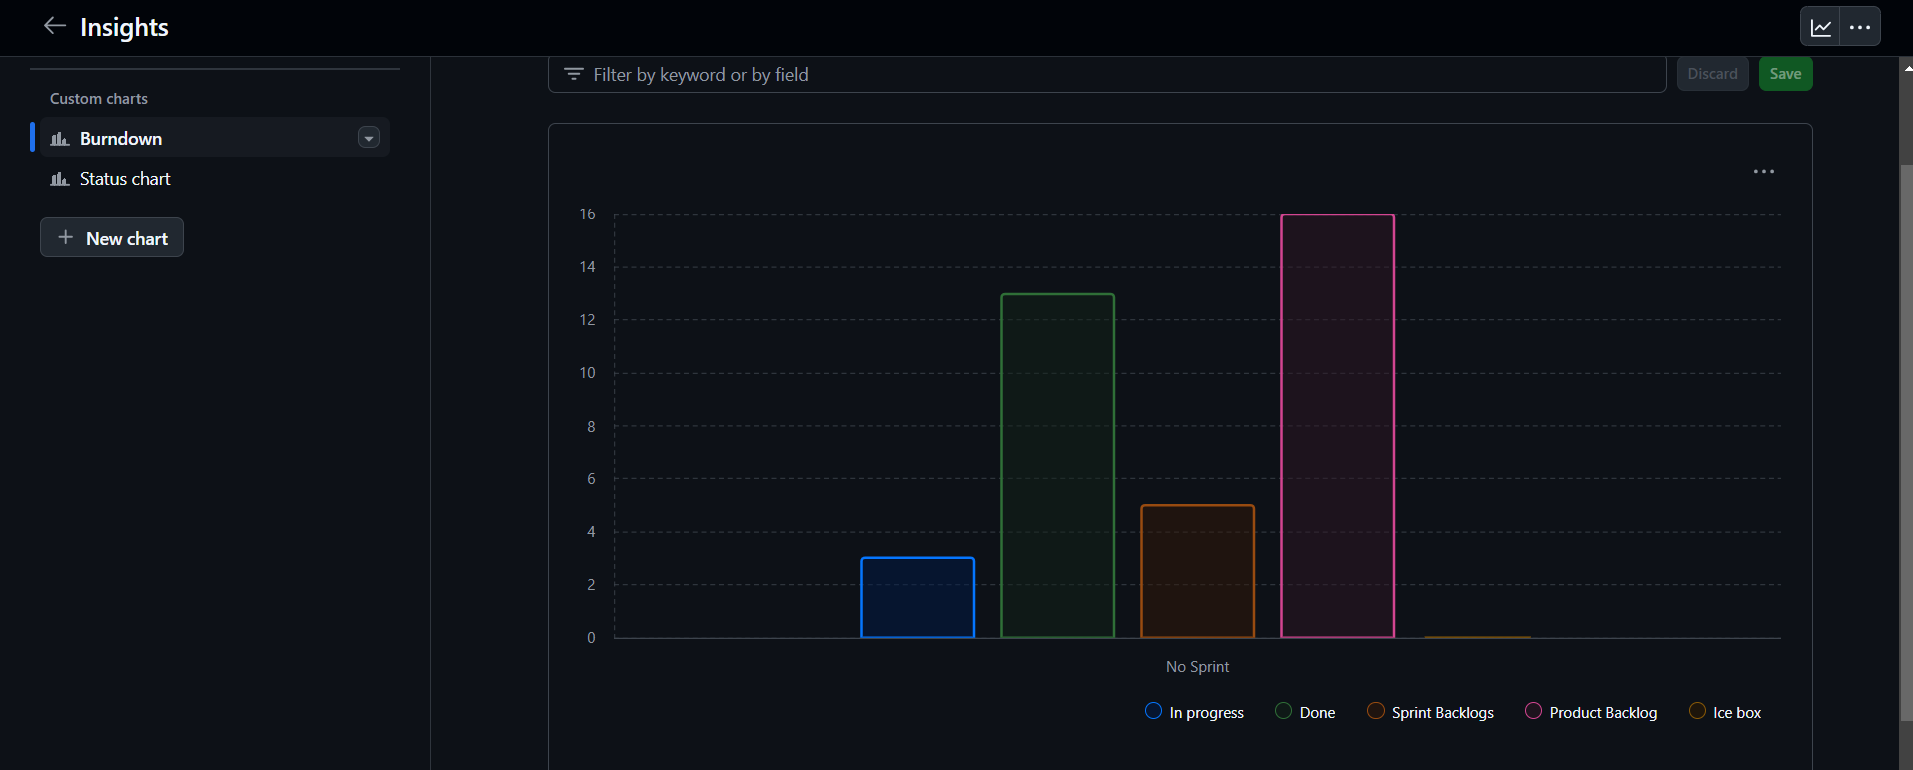 Insights
Custom charts
Burndown
Status chart
New chart
Filter by keyword or by field
Discard
Save
16
14
12
10
8
6
4
2
0
No Sprint
In progress
Done
Sprint Backlogs
Product Backlog
Ice box